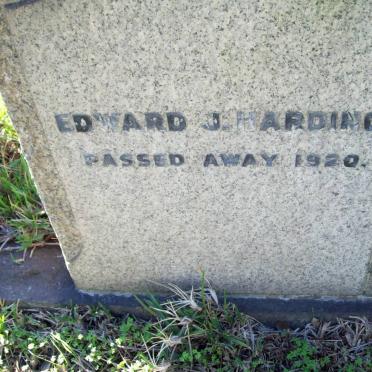 EDWARD J. HARDING
PASSED AWAY 1920.